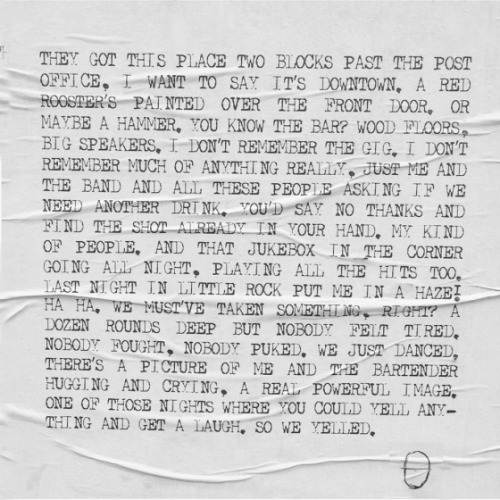 THEY GOT THIS PLACE TWO BLOCKS PAST THE POST
OFFICE, I WANT TO SAY IT'S DOWNTOWN. A RED
ROOSTER'S PAINTED OVER THE FRONT DOOR. OR
MAYBE A HAMMER. YOU KNOW THE BAR? WOOD FLOORS,
BIG SPEAKERS. I DON'T REMEMBER THE GIG. I DON'T
REMEMBER MUCH OF ANYTHING REALLY, JUST ME AND
THE BAND AND ALL THESE PEOPLE ASKING IF WE
NEED ANOTHER DRINK. YOU'D SAY NO THANKS AND
FIND THE SHOT ALREADY IN YOUR HAND. MY KIND
OF PEOPLE. AND THAT JUKEBOX IN THE CORNER
GOING ALL NIGHT, PLAYING ALL THE HITS TOO.
LAST NIGHT IN LITTLE ROCK PUT ME IN A HAZE!
HA HA. WE MUST'VE TAKEN SOMETHING, RIGHT? A
DOZEN ROUNDS DEEP BUT NOBODY FELT TIRED.
NOBODY FOUGHT, NOBODY PUKED. WE JUST DANCED,
THERE'S A PICTURE OF ME AND THE BARTENDER
HUGGING AND CRYING. A REAL POWERFUL IMAGE.
ONE OF THOSE NIGHTS WHERE YOU COULD YELL ANY-
THING AND GET A LAUGH. SO WE YELLED.